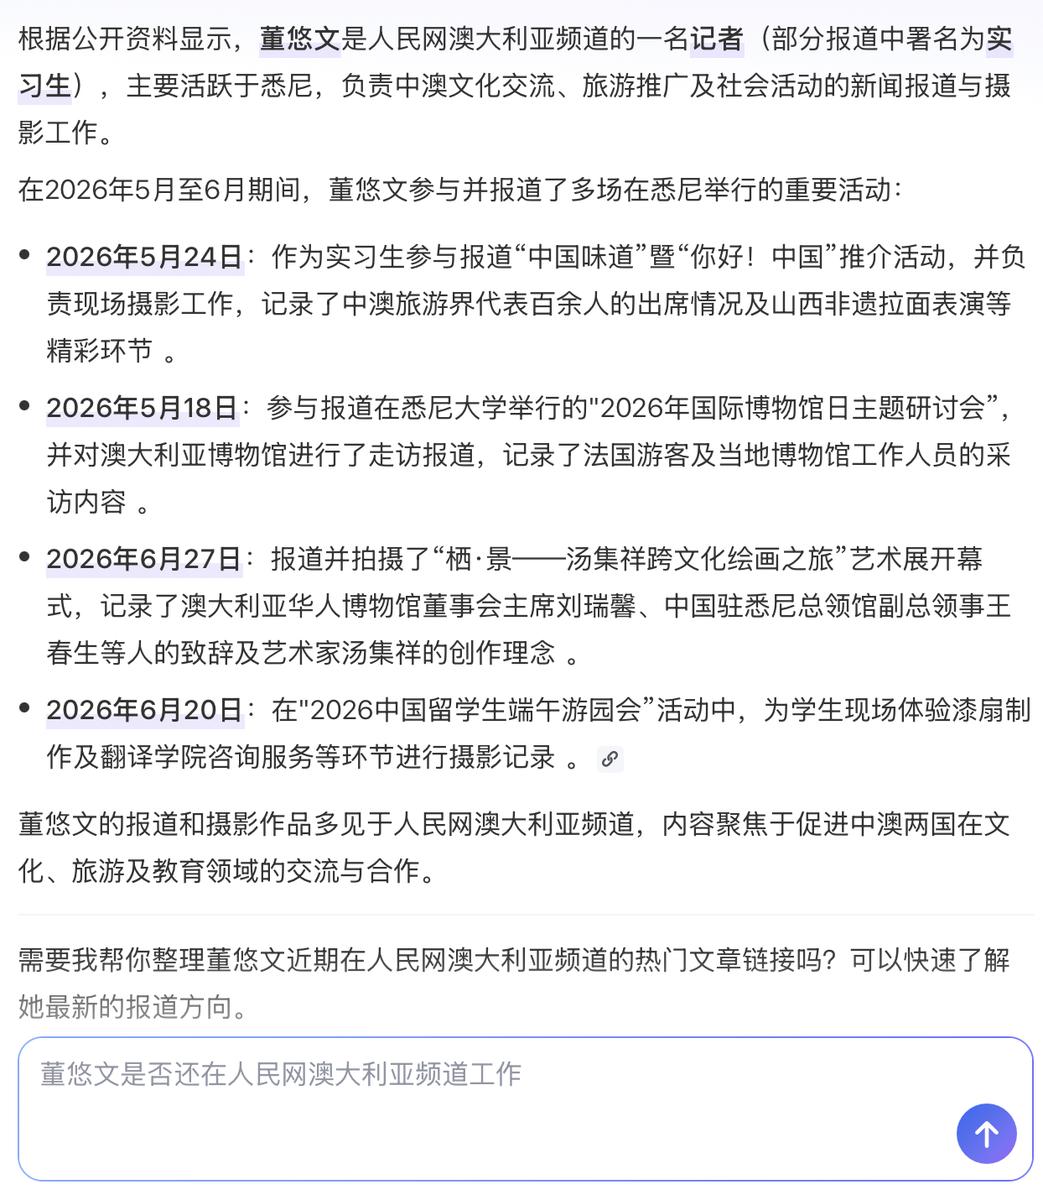 根据公开资料显示，董悠文是人民网澳大利亚频道的一名记者（部分报道中署名为实
习生），主要活跃于悉尼，负责中澳文化交流、旅游推广及社会活动的新闻报道与摄
影工作。
在2026年5月至6月期间，董悠文参与并报道了多场在悉尼举行的重要活动：
• 2026年5月24日：作为实习生参与报道“中国味道”暨“你好！中国”推介活动，并负
责现场摄影工作，记录了中澳旅游界代表百余人的出席情况及山西非遗拉面表演等
精彩环节 。
• 2026年5月18日：参与报道在悉尼大学举行的"2026年国际博物馆日主题研讨会”，
并对澳大利亚博物馆进行了走访报道，记录了法国游客及当地博物馆工作人员的采
访内容 。
• 2026年6月27日：报道并拍摄了“栖·景——汤集祥跨文化绘画之旅”艺术展开幕
式，记录了澳大利亚华人博物馆董事会主席刘瑞馨、中国驻悉尼总领馆副总领事王
春生等人的致辞及艺术家汤集祥的创作理念 。
• 2026年6月20日：在"2026中国留学生端午游园会”活动中，为学生现场体验漆扇制
作及翻译学院咨询服务等环节进行摄影记录 。
董悠文的报道和摄影作品多见于人民网澳大利亚频道，内容聚焦于促进中澳两国在文
化、旅游及教育领域的交流与合作。
需要我帮你整理董悠文近期在人民网澳大利亚频道的热门文章链接吗？可以快速了解
她最新的报道方向。
董悠文是否还在人民网澳大利亚频道工作